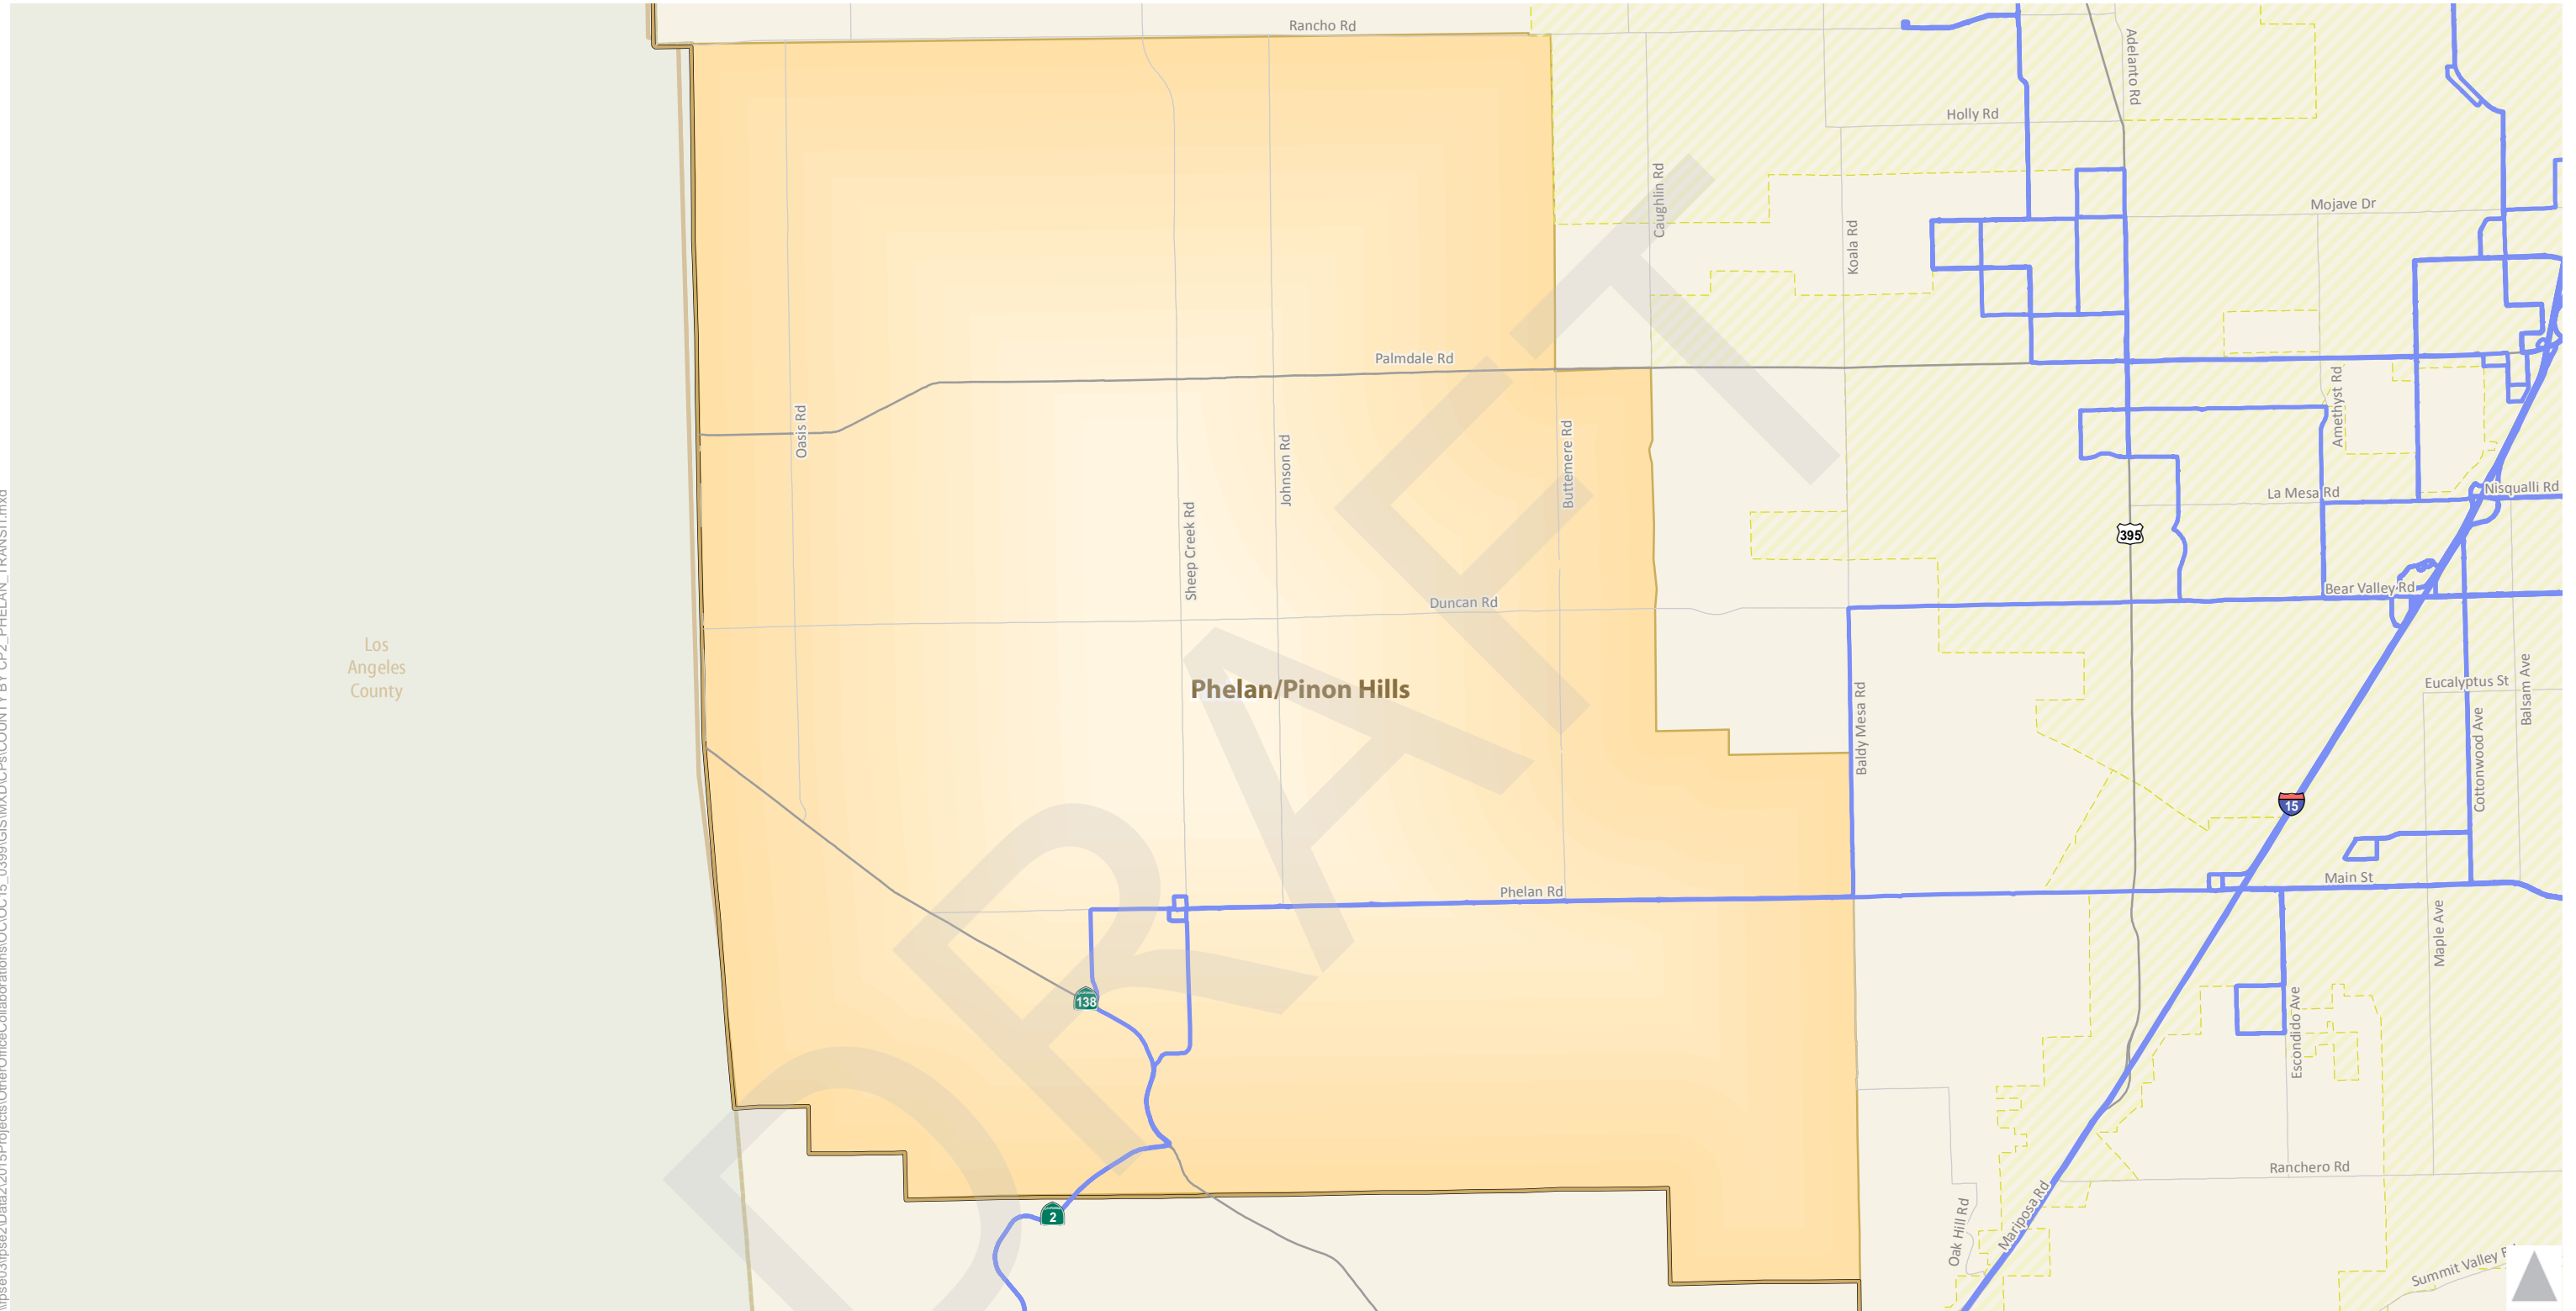 Rancho Rd
Adelanto Rd
Holly Rd
Caughlin Rd
Mojave Dr
Koala Rd
Palmdale Rd
Amethyst Rd
Oasis Rd
Johnson Rd
Buttemere Rd
Nisqualli Rd
La Mesa Rd
395
Sheep Creek Rd
Bear Valley Rd
Duncan Rd
Los
Angeles
County
Phelan/Pinon Hills
Eucalyptus St
Balsam Ave
Baldy Mesa Rd
Cottonwood Ave
15
Main St
Phelan Rd
Maple Ave
138
Escondido Ave
Ranchero Rd
2
Oak Hill Rd
Mariposa Rd
Summit Valley
DRAFT